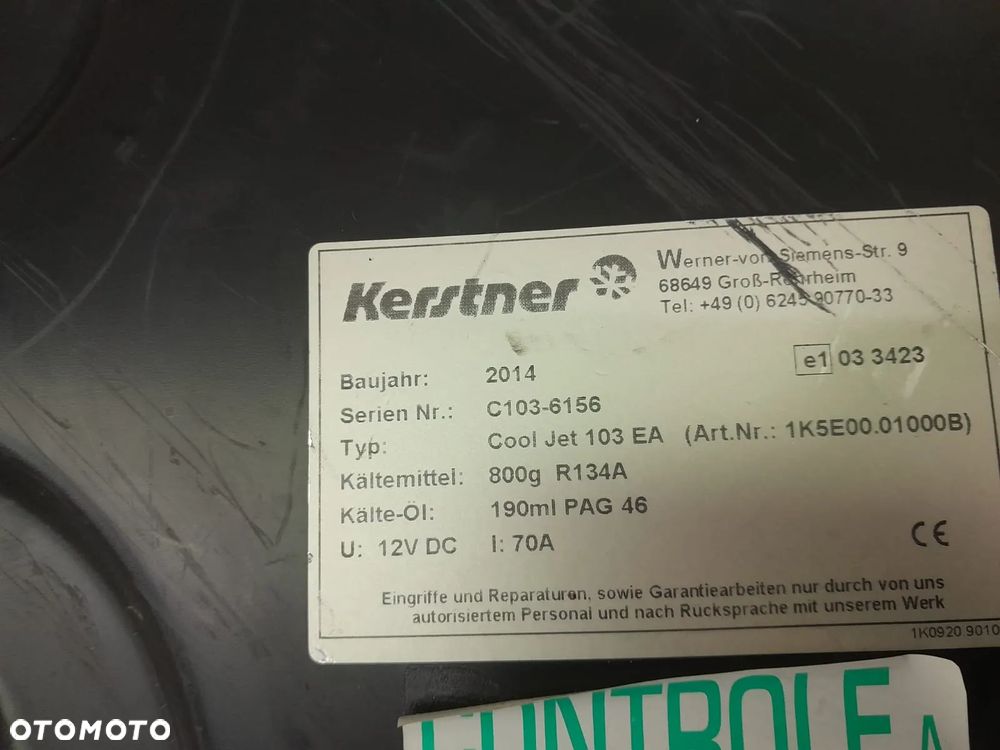 Kerstner
Werner-von-Siemens-Str. 9
68649 Groß-Rohrheim
Tel: +49 (0) 6245 90770-33
e1 03 3423
Baujahr: 2014
Serien Nr.: C103-6156
Typ: Cool Jet 103 EA (Art.Nr.: 1K5E00.01000B)
Kältemittel: 800g R134A
Kälte-Öl: 190ml PAG 46
U: 12V DC I: 70A
CE
Eingriffe und Reparaturen, sowie Garantiearbeiten nur durch von uns
autorisiertem Personal und nach Rucksprache mit unserem Werk
1K0920 9010
CONTROLE A
OTOMOTO